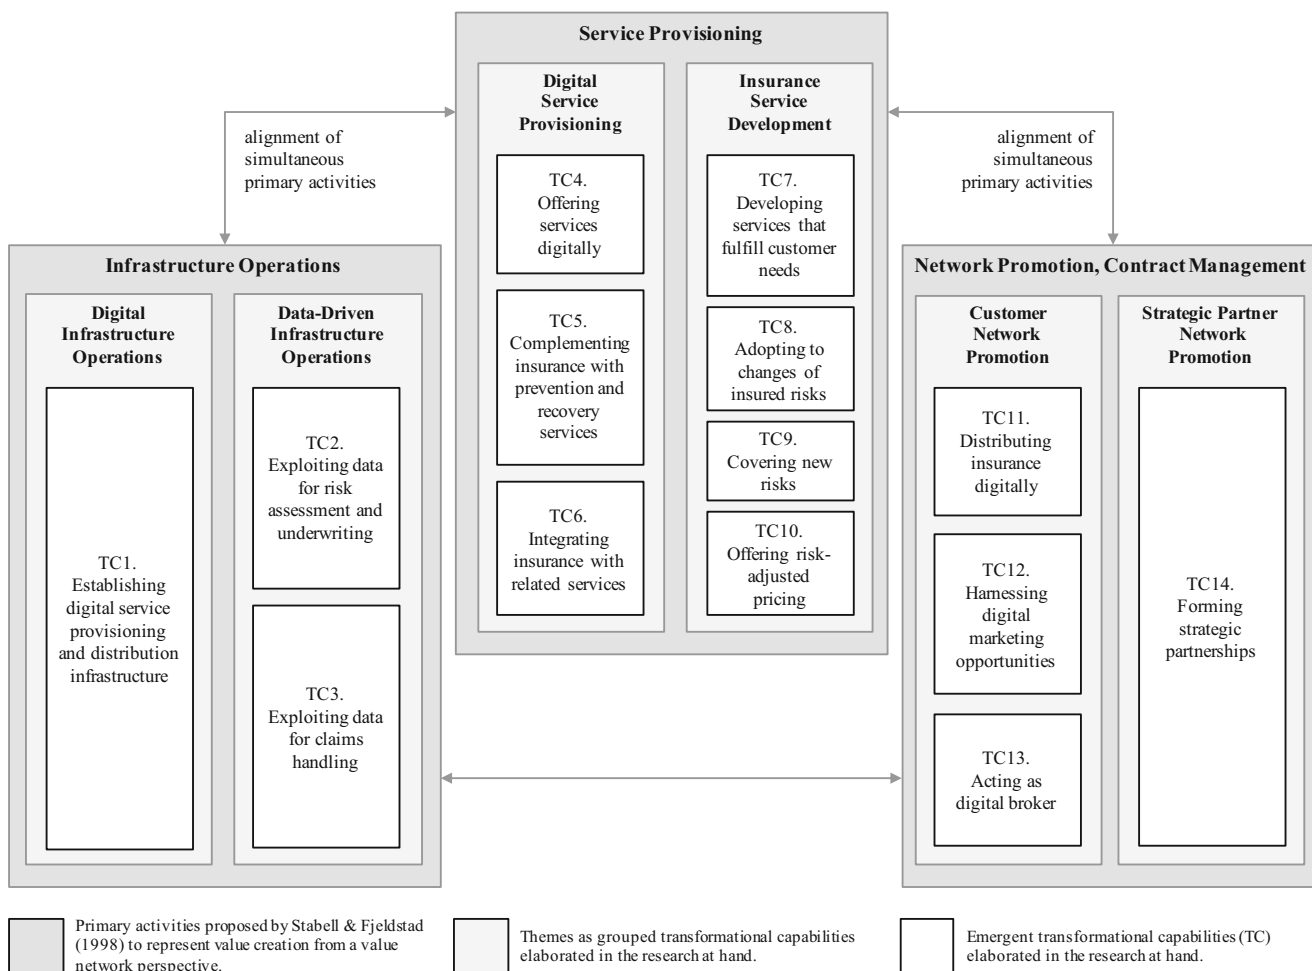 Service Provisioning
Digital
Service
Provisioning
Insurance
Service
Development
TC4.
Offering
services
digitally
TC5.
Complementing
insurance with
prevention and
recovery
services
TC6.
Integrating
insurance with
related services
TC7.
Developing
services that
fulfill customer
needs
TC8.
Adopting to
changes of
insured risks
TC9.
Covering new
risks
TC10.
Offering risk-
adjusted
pricing
alignment of
simultaneous
primary activities
alignment of
simultaneous
primary activities
Infrastructure Operations
Digital
Infrastructure
Operations
Data-Driven
Infrastructure
Operations
TC1.
Establishing
digital service
provisioning
and distribution
infrastructure
TC2.
Exploiting data
for risk
assessment and
underwriting
TC3.
Exploiting data
for claims
handling
Network Promotion, Contract Management
Customer
Network
Promotion
Strategic Partner
Network
Promotion
TC11.
Distributing
insurance
digitally
TC12.
Harnessing
digital
marketing
opportunities
TC13.
Acting as
digital broker
TC14.
Forming
strategic
partnerships
Primary activities proposed by Stabell & Fjeldstad
(1998) to represent value creation from a value
network perspective.
Themes as grouped transformational capabilities
elaborated in the research at hand.
Emergent transformational capabilities (TC)
elaborated in the research at hand.